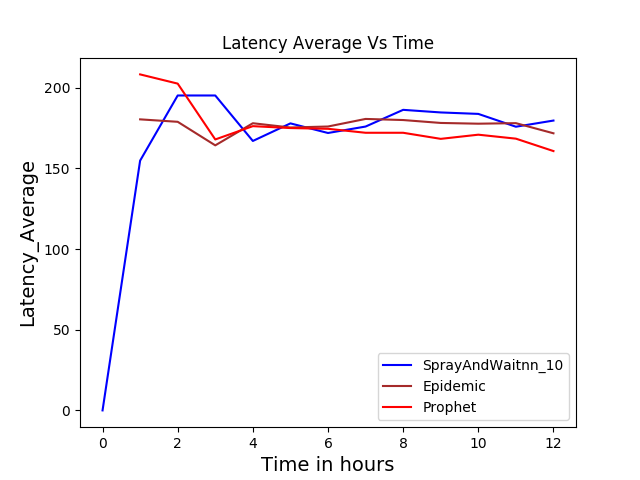 Latency Average Vs Time
Latency_Average
200
150
100
50
0
0 2 4 6 8 10 12
Time in hours
SprayAndWaitnn_10
Epidemic
Prophet